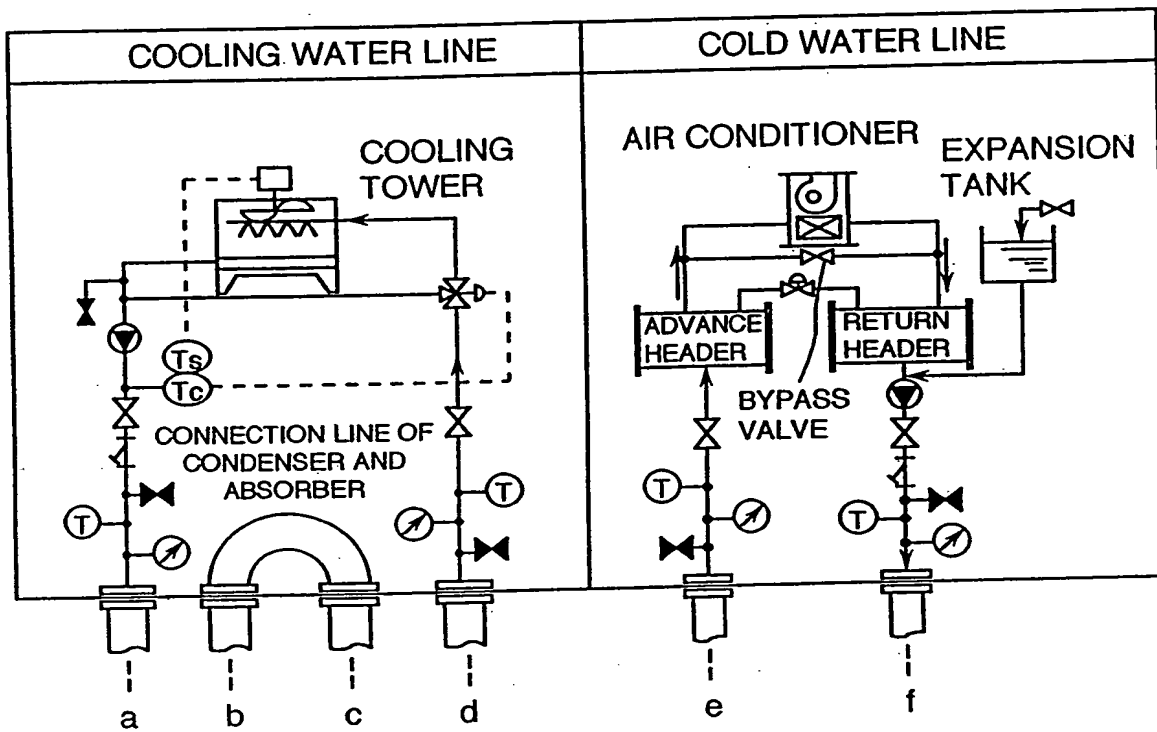 COOLING WATER LINE
COLD WATER LINE
COOLING
TOWER
Ts
Tc
CONNECTION LINE OF
CONDENSER AND
ABSORBER
T
T
AIR CONDITIONER
EXPANSION
TANK
ADVANCE
HEADER
RETURN
HEADER
BYPASS
VALVE
T
T
a
b
c
d
e
f